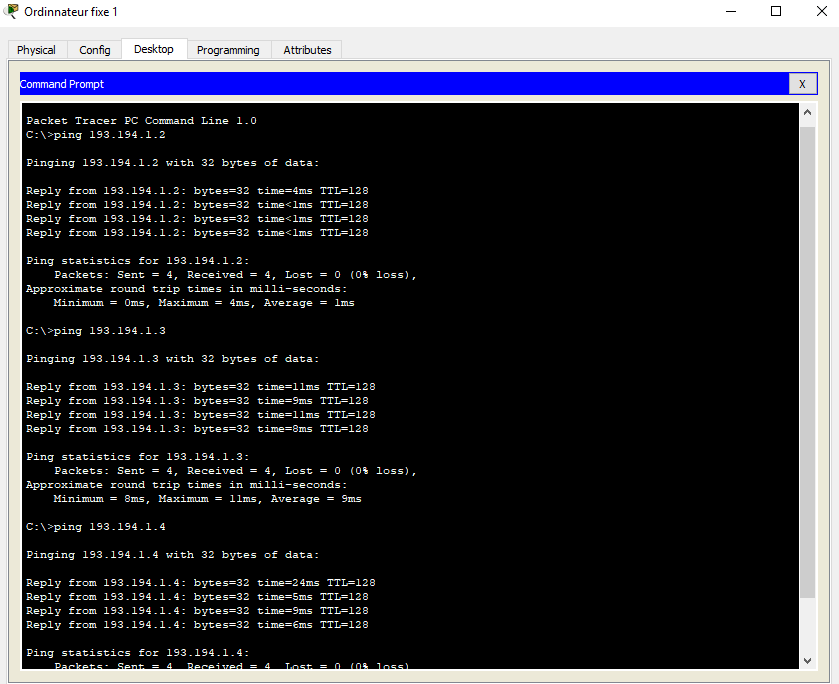 Ordinnateur fixe 1
Physical Config Desktop Programming Attributes
Command Prompt X
Packet Tracer PC Command Line 1.0
C:\>ping 193.194.1.2
Pinging 193.194.1.2 with 32 bytes of data:
Reply from 193.194.1.2: bytes=32 time=4ms TTL=128
Reply from 193.194.1.2: bytes=32 time<1ms TTL=128
Reply from 193.194.1.2: bytes=32 time<1ms TTL=128
Reply from 193.194.1.2: bytes=32 time<1ms TTL=128
Ping statistics for 193.194.1.2:
    Packets: Sent = 4, Received = 4, Lost = 0 (0% loss),
Approximate round trip times in milli-seconds:
    Minimum = 0ms, Maximum = 4ms, Average = 1ms
C:\>ping 193.194.1.3
Pinging 193.194.1.3 with 32 bytes of data:
Reply from 193.194.1.3: bytes=32 time=11ms TTL=128
Reply from 193.194.1.3: bytes=32 time=9ms TTL=128
Reply from 193.194.1.3: bytes=32 time=11ms TTL=128
Reply from 193.194.1.3: bytes=32 time=8ms TTL=128
Ping statistics for 193.194.1.3:
    Packets: Sent = 4, Received = 4, Lost = 0 (0% loss),
Approximate round trip times in milli-seconds:
    Minimum = 8ms, Maximum = 11ms, Average = 9ms
C:\>ping 193.194.1.4
Pinging 193.194.1.4 with 32 bytes of data:
Reply from 193.194.1.4: bytes=32 time=24ms TTL=128
Reply from 193.194.1.4: bytes=32 time=5ms TTL=128
Reply from 193.194.1.4: bytes=32 time=9ms TTL=128
Reply from 193.194.1.4: bytes=32 time=6ms TTL=128
Ping statistics for 193.194.1.4:
    Packets: Sent = 4, Received = 4, Lost = 0 (0% loss),